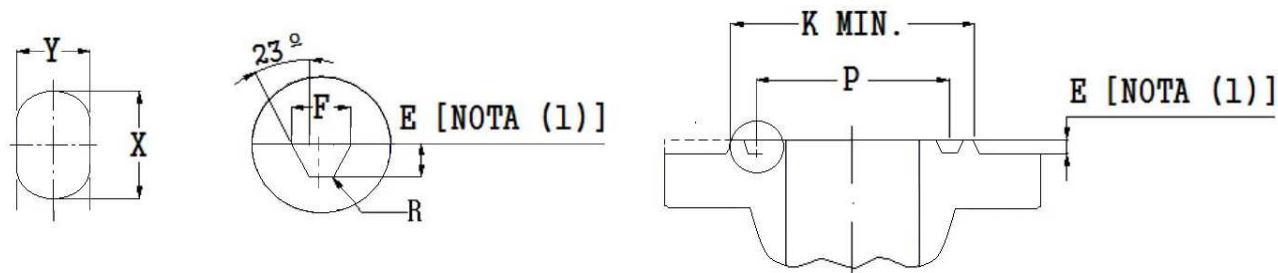 Y
X
23º
F
E [NOTA (1)]
R
K MIN.
P
E [NOTA (1)]